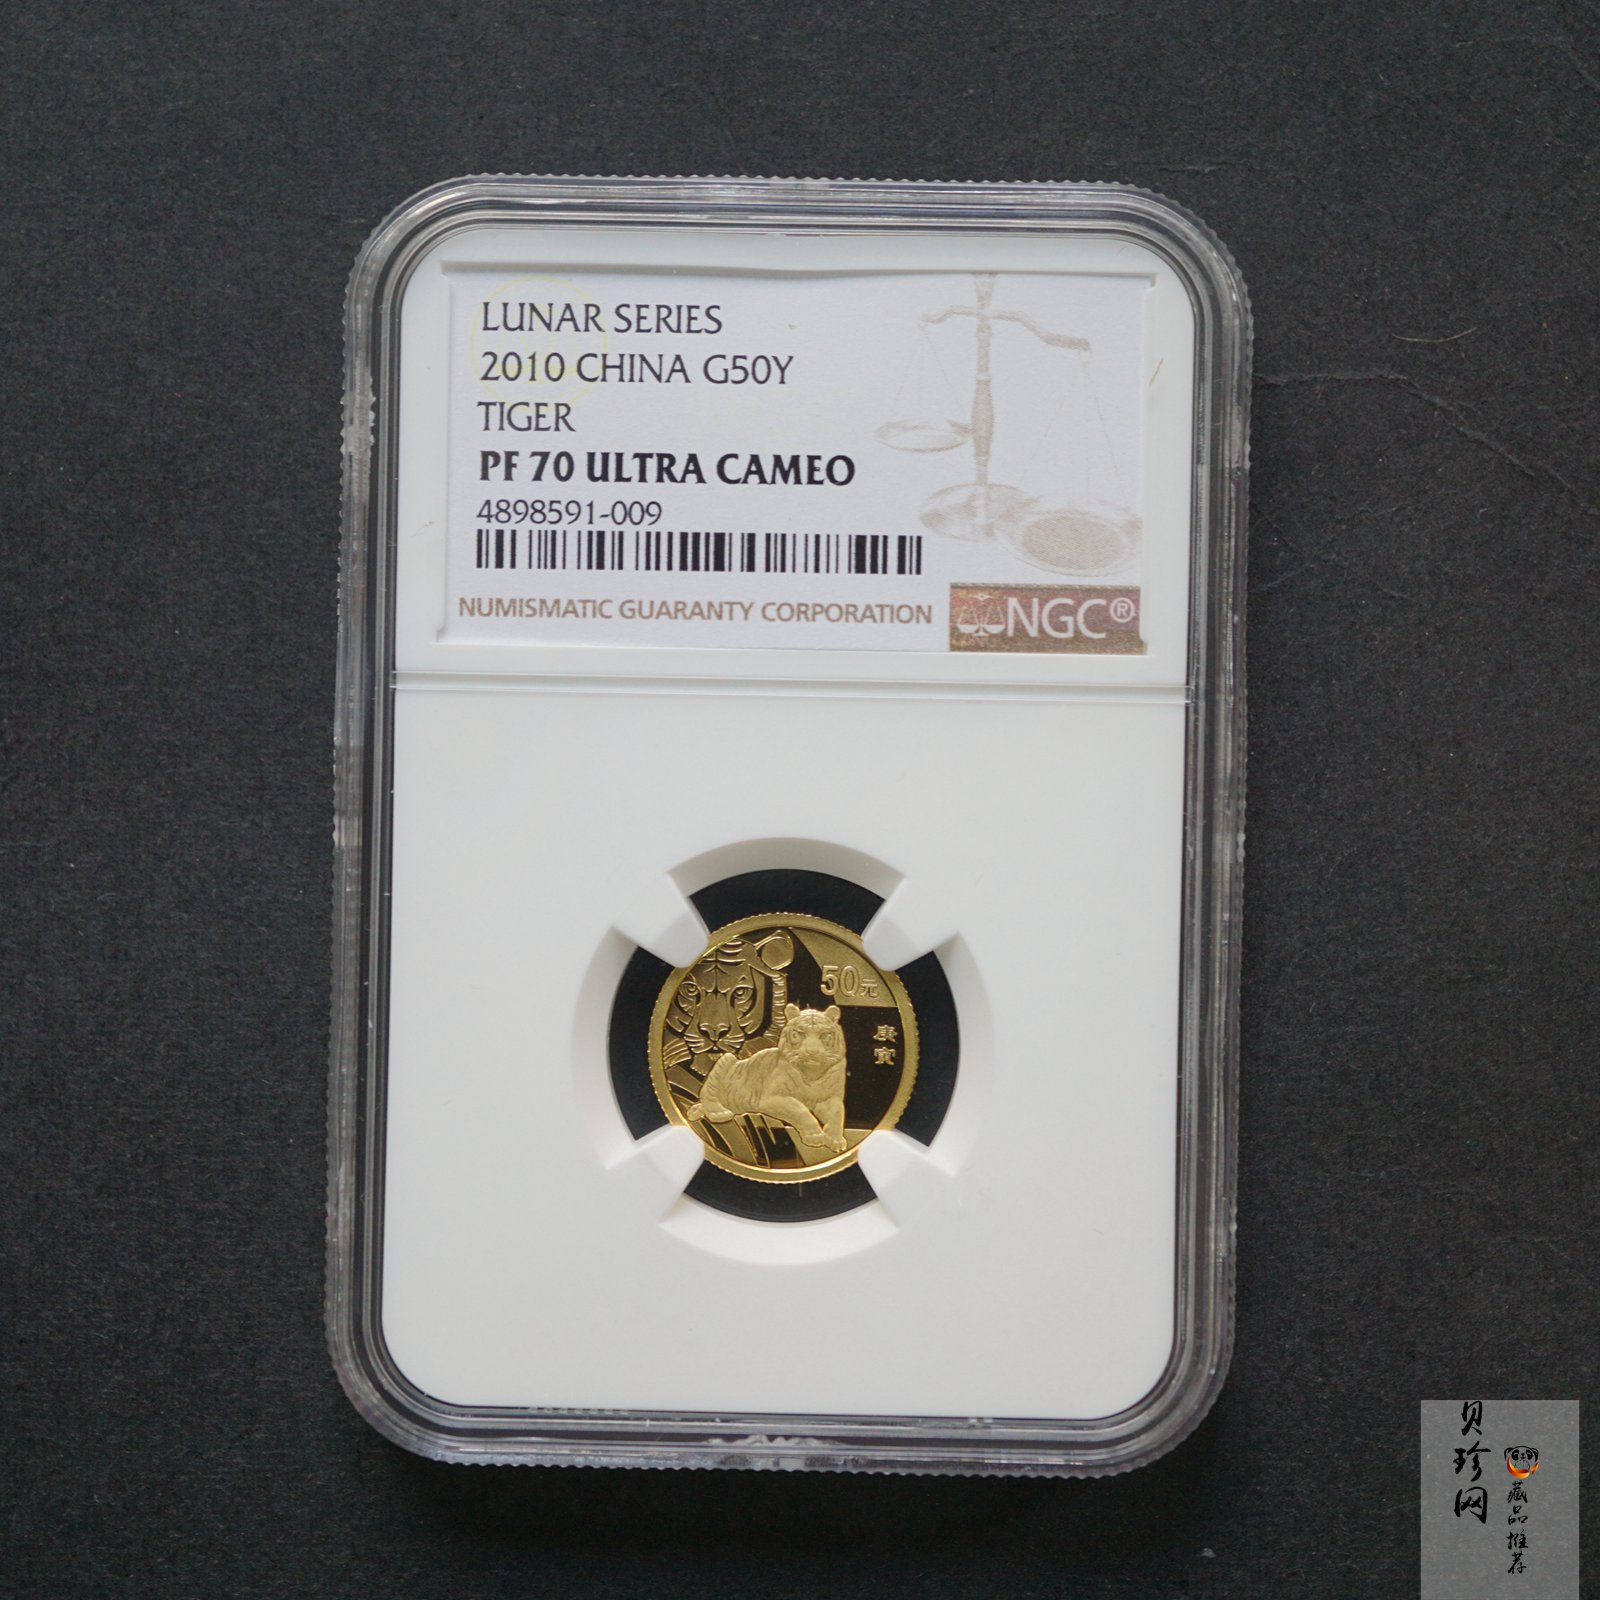 LUNAR SERIES
2010 CHINA G50Y
TIGER
PF 70 ULTRA CAMEO
4898591-009
NUMISMATIC GUARANTY CORPORATION
NGC®
50元
庚寅
贝珍网
藏品推荐